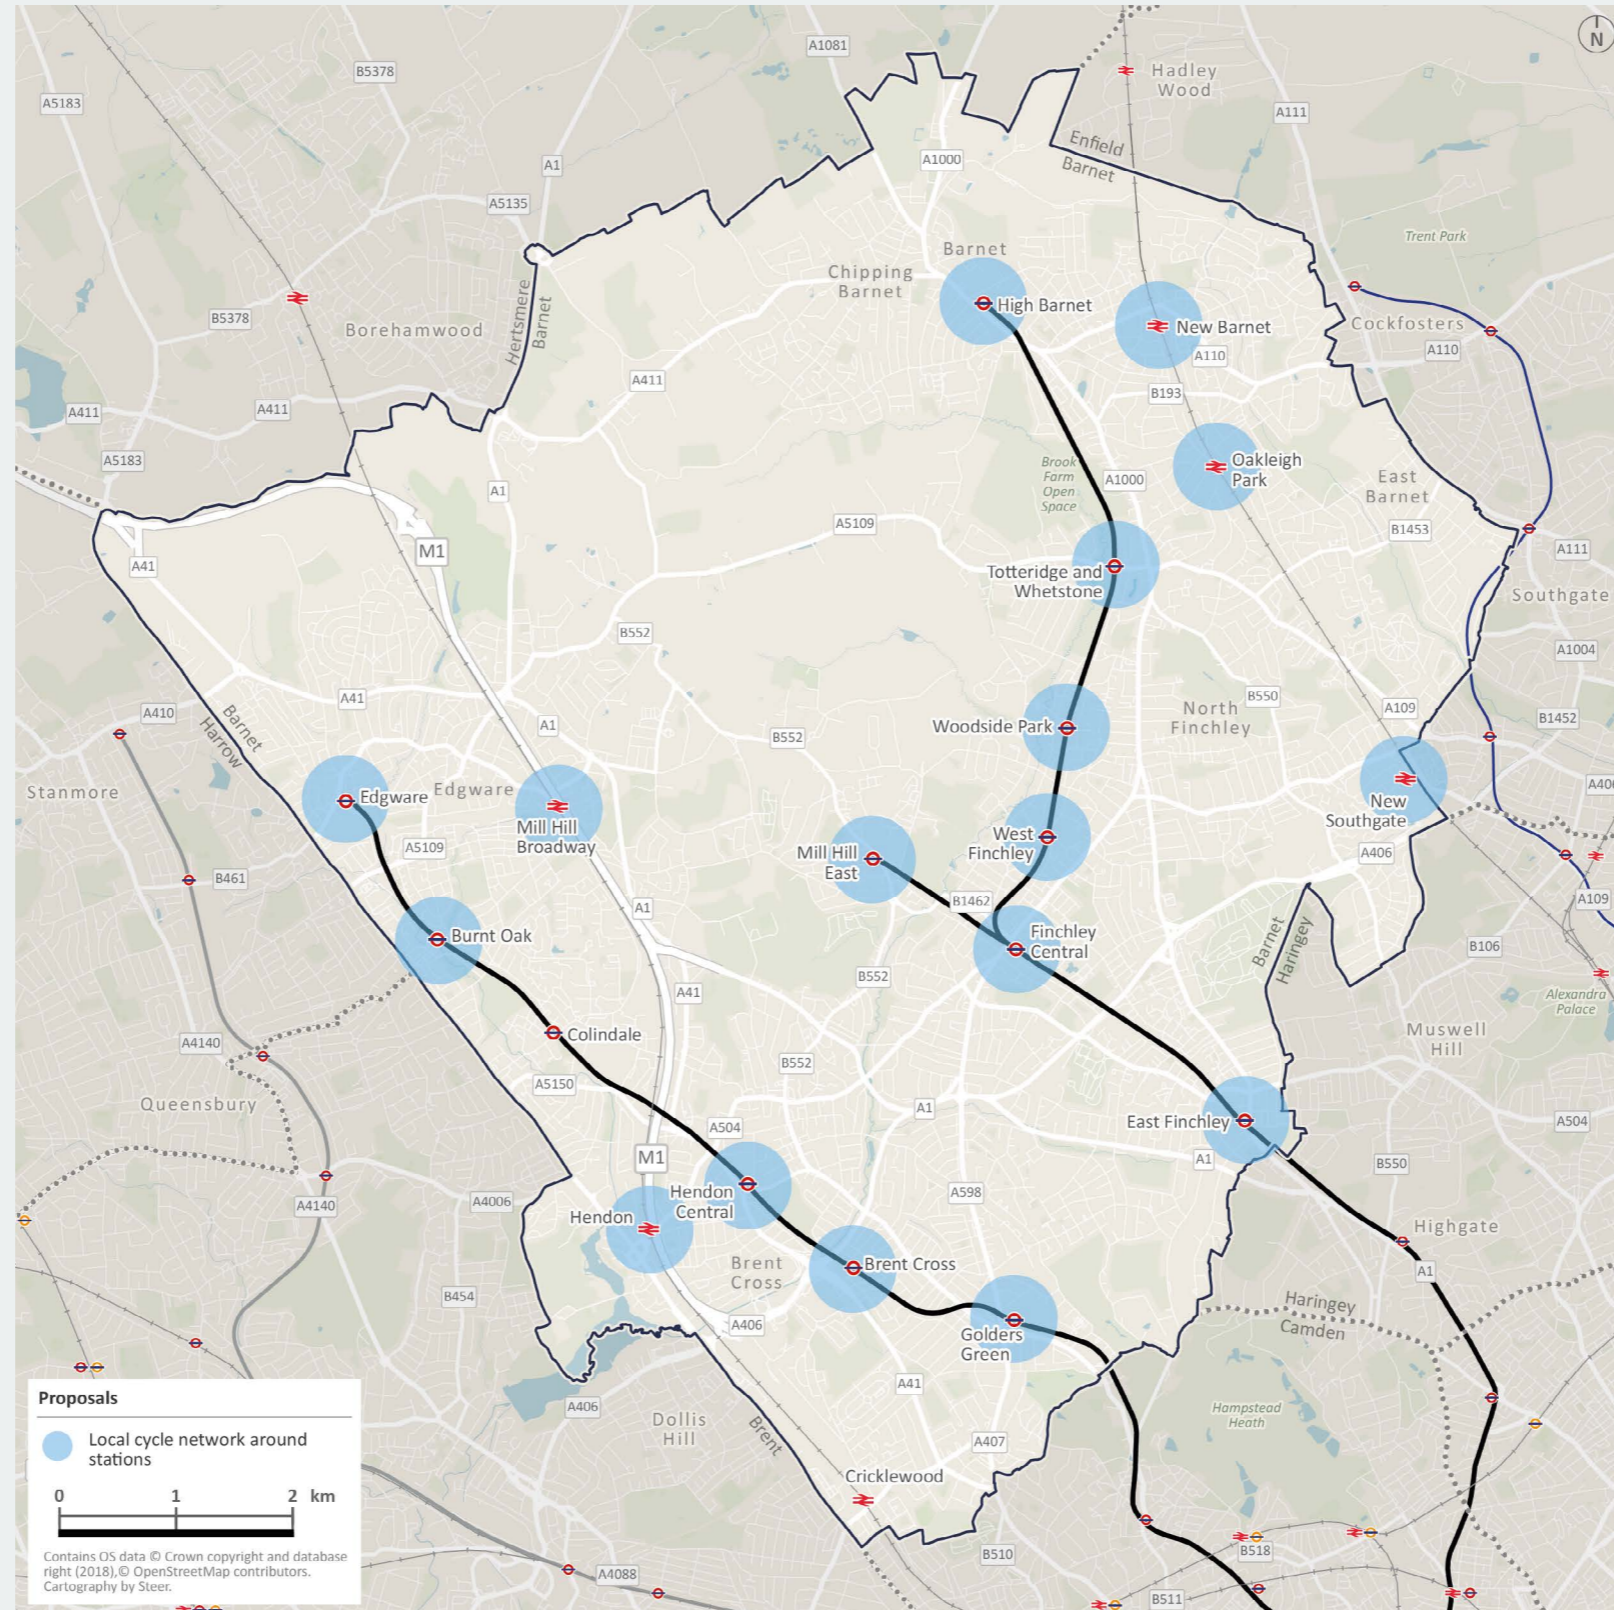 A1081
N
B5378
Hadley
Wood
A5183
A111
A1
A1000
Enfield
Barnet
A5135
Trent Park
Barnet
Chipping
Barnet
Hertsmere
Barnet
High Barnet
B5378
Borehamwood
New Barnet
Cockfosters
A110
A110
A411
B193
A411
A411
A5183
Oakleigh
Park
Brook
Farm
Open
Space
A1000
East
Barnet
A1
A5109
B1453
M1
A111
A41
Totteridge and
Whetstone
Southgate
B552
A1004
A41
B550
A410
Barnet
Harrow
North
Finchley
A109
B1452
A1
Woodside Park
B552
Stanmore
Edgware
Edgware
New
Southgate
A406
Mill Hill
Broadway
West
Finchley
A5109
Mill Hill
East
A406
B461
B1462
A109
A1
Burnt Oak
Finchley
Central
Barnet
Haringey
B106
B552
A41
Alexandra
Palace
Colindale
Muswell
Hill
A4140
B552
A5150
Queensbury
A1
A504
East Finchley
A504
M1
A1
B550
A4006
Hendon
Central
A598
A4140
Hendon
Highgate
Brent
Cross
Brent Cross
A1
B454
Haringey
Camden
A406
Golders
Green
A41
A406
Hampstead
Heath
Dollis
Hill
Brent
A407
Cricklewood
B510
B518
A4088
B511
Proposals
Local cycle network around
stations
0 1 2 km
Contains OS data © Crown copyright and database
right (2018),© OpenStreetMap contributors.
Cartography by Steer.